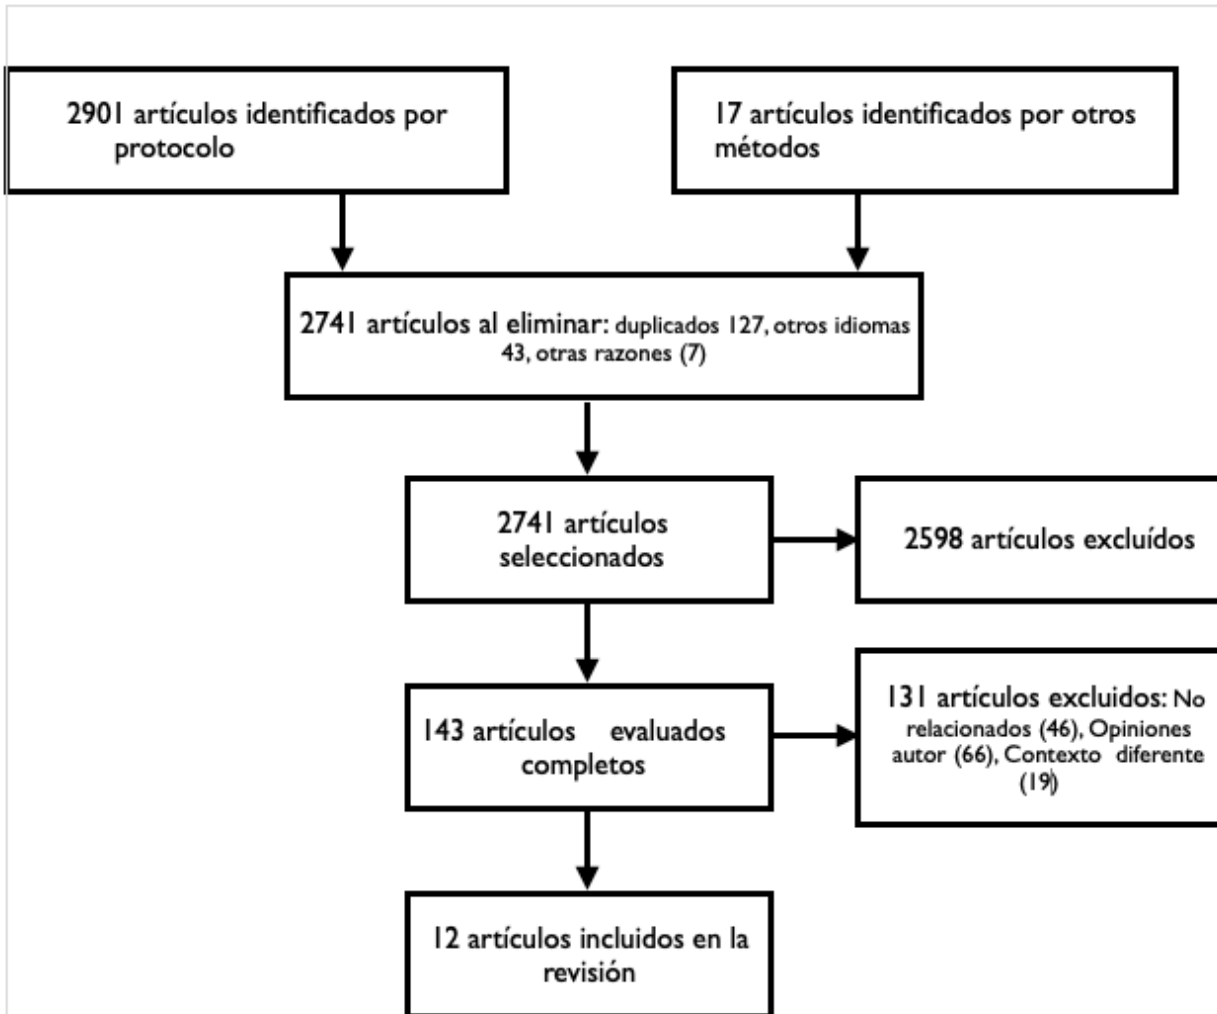 2901 artículos identificados por
protocolo
17 artículos identificados por otros
métodos
2741 artículos al eliminar: duplicados 127, otros idiomas
43, otras razones (7)
2741 artículos
seleccionados
2598 artículos excluídos
143 artículos evaluados
completos
131 artículos excluidos: No
relacionados (46), Opiniones
autor (66), Contexto diferente
(19)
12 artículos incluidos en la
revisión